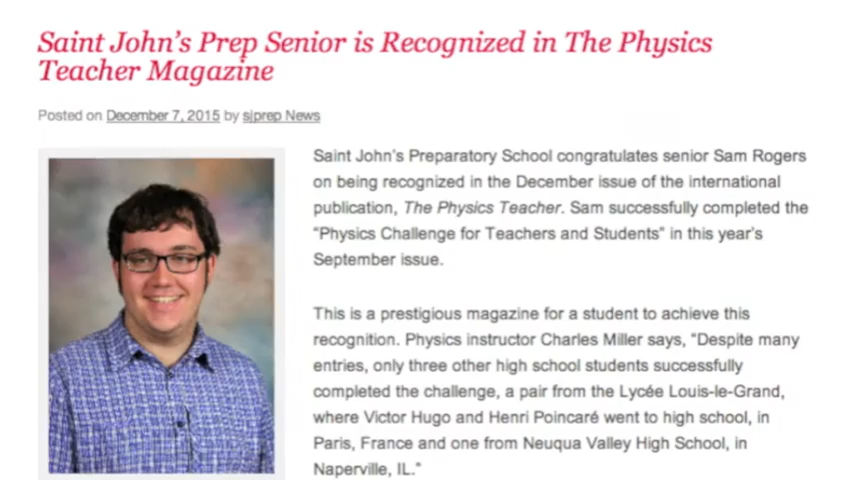 Saint John's Prep Senior is Recognized in The Physics
Teacher Magazine
Posted on December 7, 2015 by sjprep News
Saint John's Preparatory School congratulates senior Sam Rogers
on being recognized in the December issue of the international
publication, The Physics Teacher. Sam successfully completed the
"Physics Challenge for Teachers and Students" in this year's
September issue.
This is a prestigious magazine for a student to achieve this
recognition. Physics instructor Charles Miller says, "Despite many
entries, only three other high school students successfully
completed the challenge, a pair from the Lycée Louis-le-Grand,
where Victor Hugo and Henri Poincaré went to high school, in
Paris, France and one from Neuqua Valley High School, in
Naperville, IL."